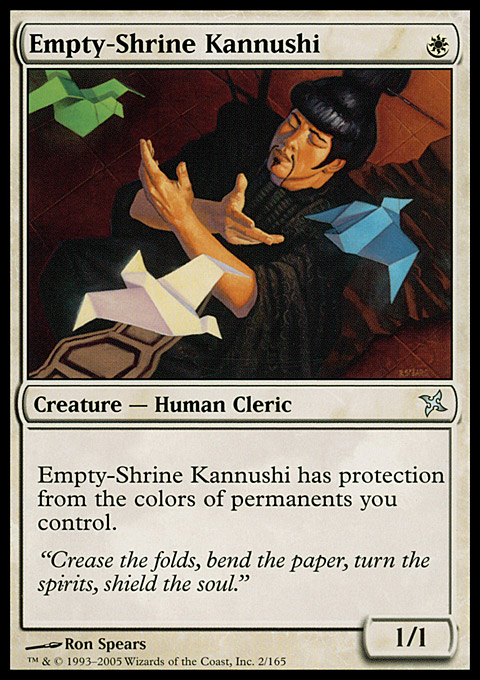 Empty-Shrine Kannushi
Creature — Human Cleric
Empty-Shrine Kannushi has protection
from the colors of permanents you
control.
“Crease the folds, bend the paper, turn the
spirits, shield the soul.”
Ron Spears
1/1
™ & © 1993–2005 Wizards of the Coast, Inc. 2/165